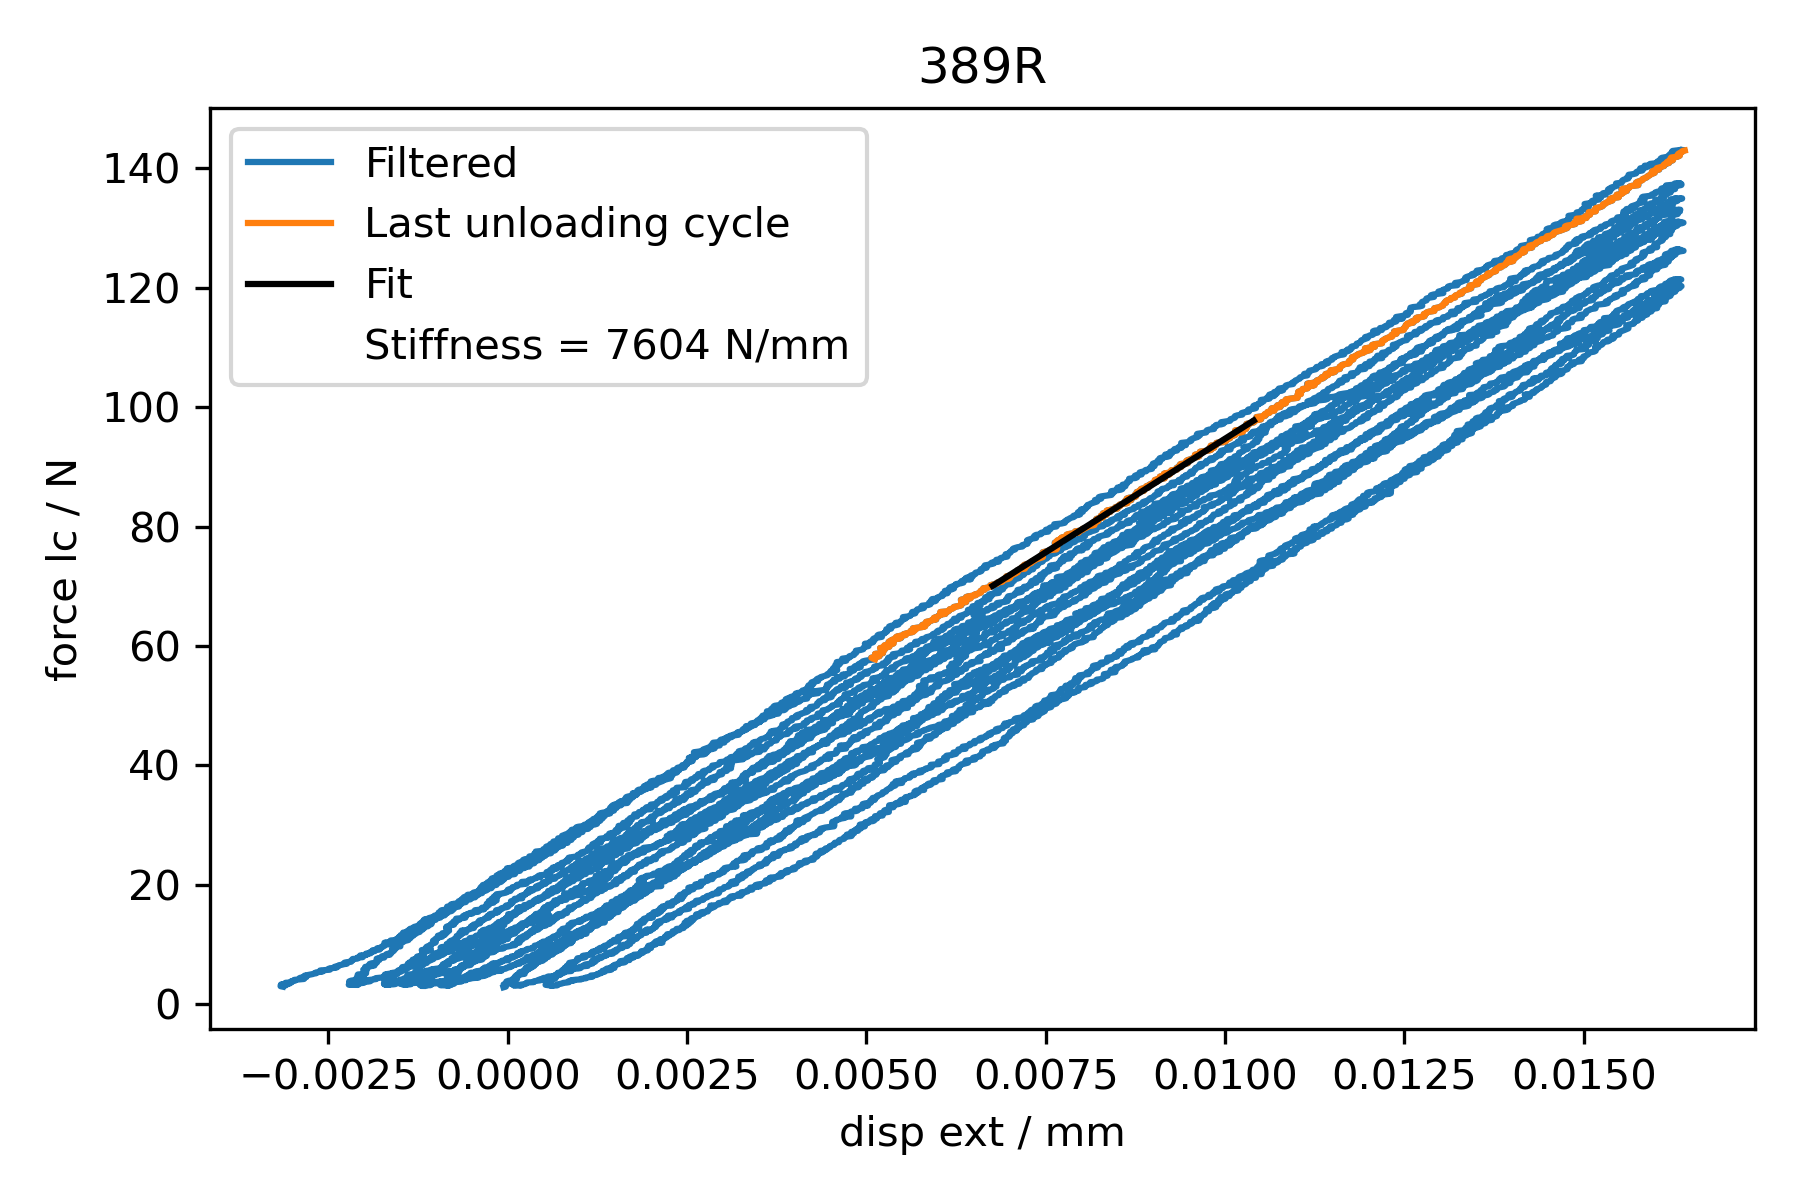 389R
Filtered
Last unloading cycle
Fit
Stiffness = 7604 N/mm
140
120
100
80
60
40
20
0
force lc / N
−0.0025 0.0000 0.0025 0.0050 0.0075 0.0100 0.0125 0.0150
disp ext / mm